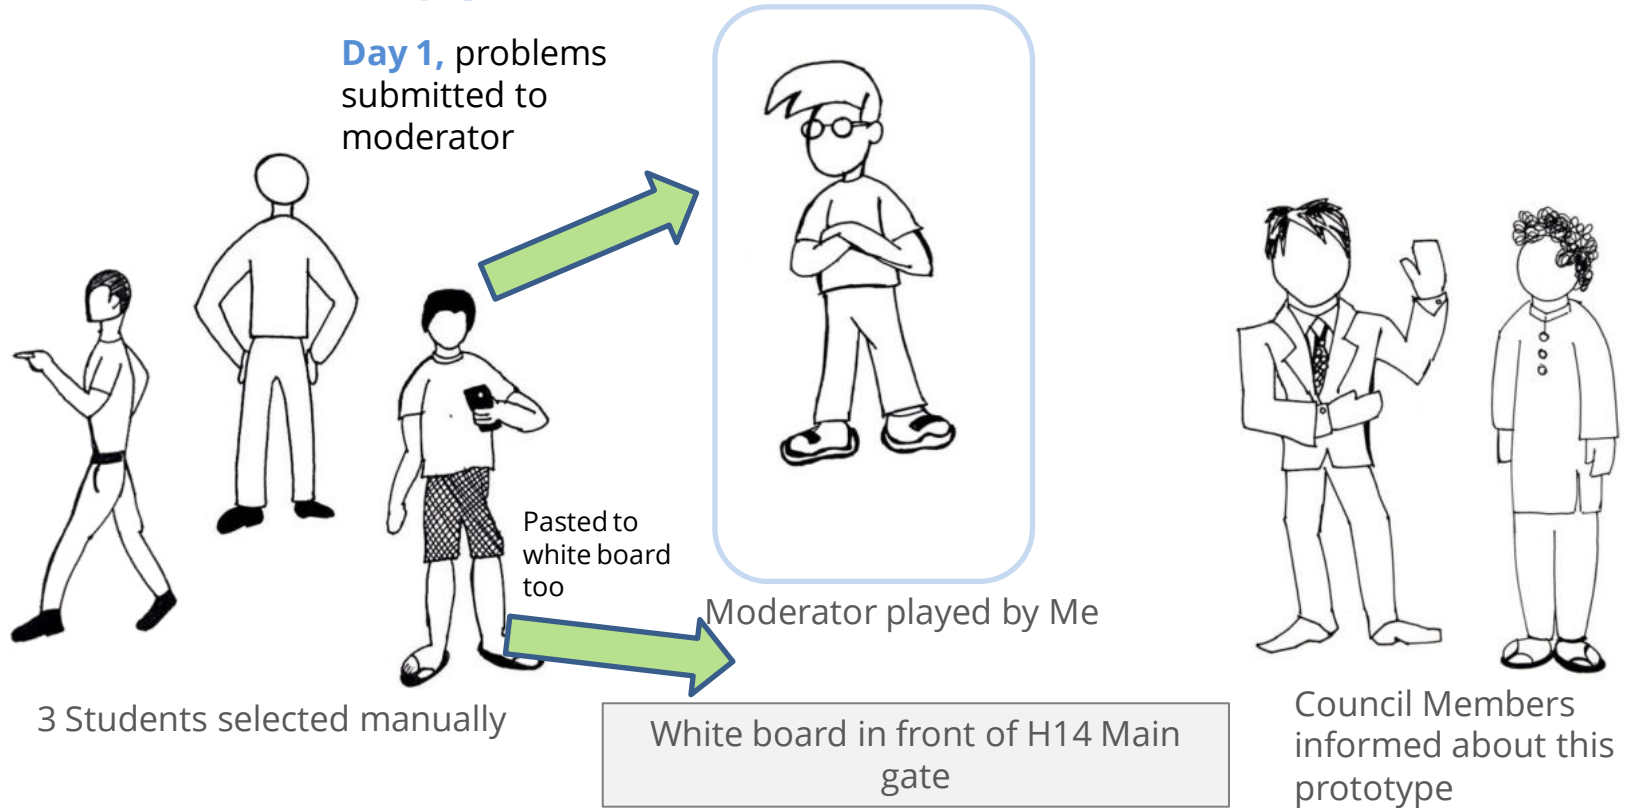 Day 1, problems
submitted to
moderator
Pasted to
white board
too
Moderator played by Me
3 Students selected manually
White board in front of H14 Main
gate
Council Members
informed about this
prototype